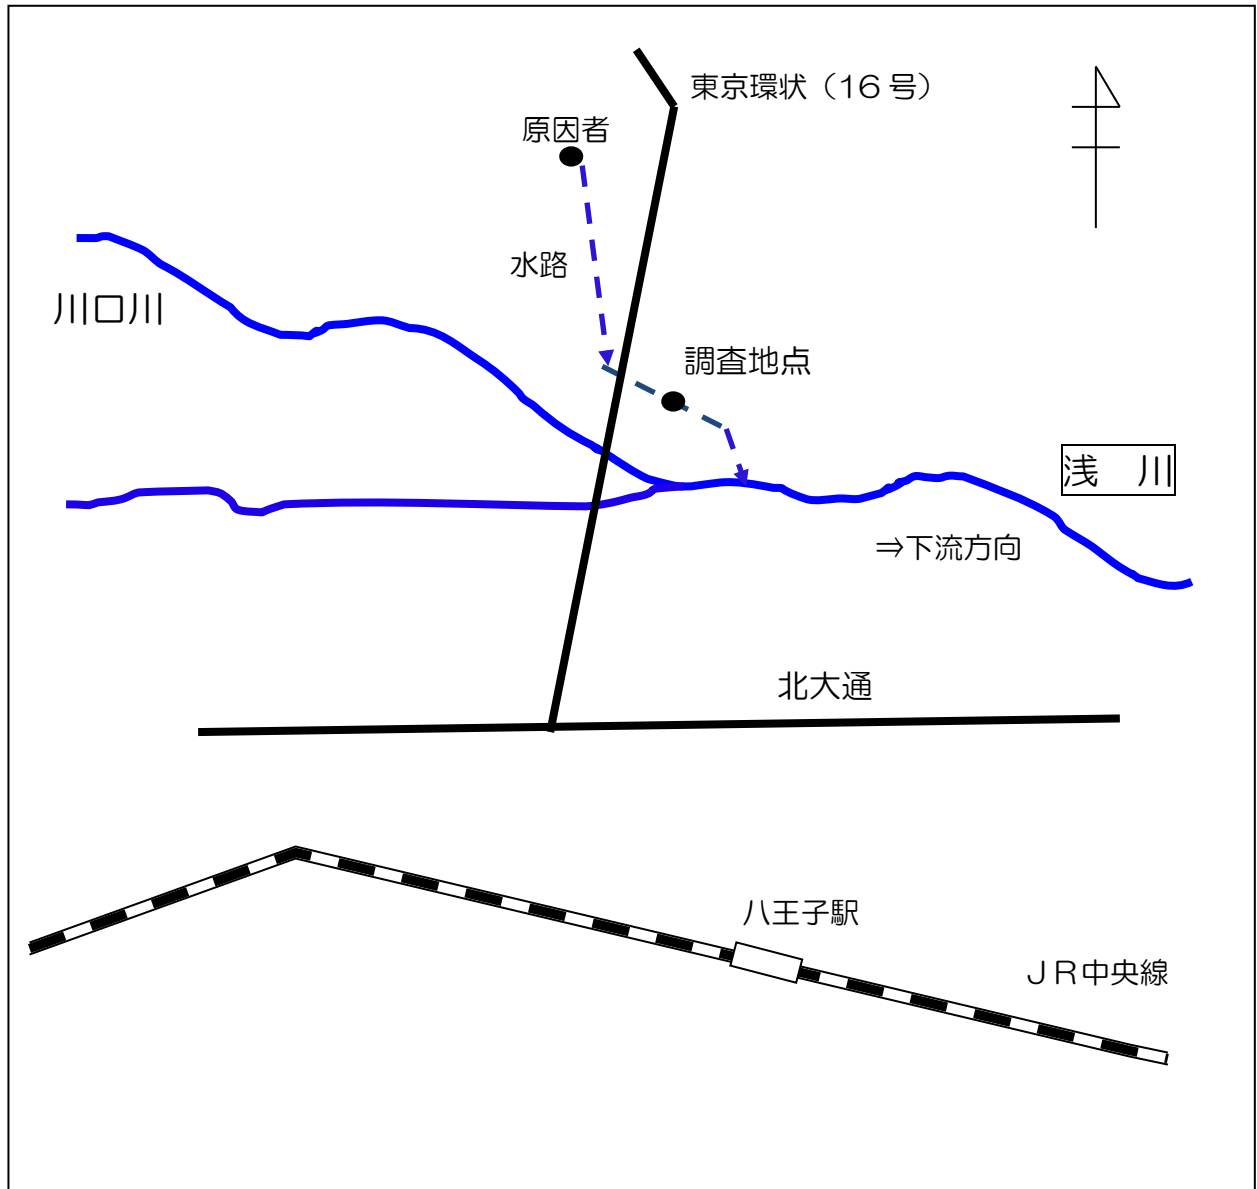 東京環状（16号）
原因者
水路
川口川
調査地点
浅　川
⇒下流方向
北大通
八王子駅
ＪＲ中央線